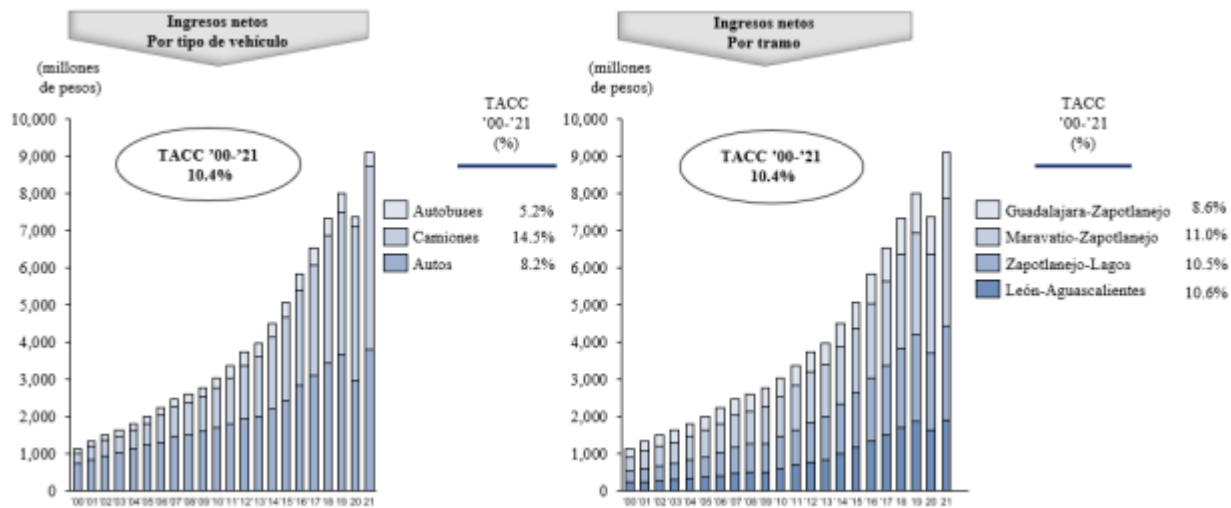 Ingresos netos
Por tipo de vehículo
(millones
de pesos)
TACC
’00-’21
(%)
TACC ’00-’21
10.4%
10,000
9,000
8,000
7,000
6,000
5,000
4,000
3,000
2,000
1,000
0
Autobuses 5.2%
Camiones 14.5%
Autos 8.2%
'00 '01 '02 '03 '04 '05 '06 '07 '08 '09 '10 '11 '12 '13 '14 '15 '16 '17 18 19 20 21
Ingresos netos
Por tramo
(millones
de pesos)
TACC
’00-’21
(%)
TACC ’00-’21
10.4%
10,000
9,000
8,000
7,000
6,000
5,000
4,000
3,000
2,000
1,000
0
Guadalajara-Zapotlanejo 8.6%
Maravatio-Zapotlanejo 11.0%
Zapotlanejo-Lagos 10.5%
León-Aguascalientes 10.6%
'00 '01 '02 '03 '04 '05 '06 '07 '08 '09 '10 '11 '12 '13 '14 '15 '16 '17 18 19 20 21